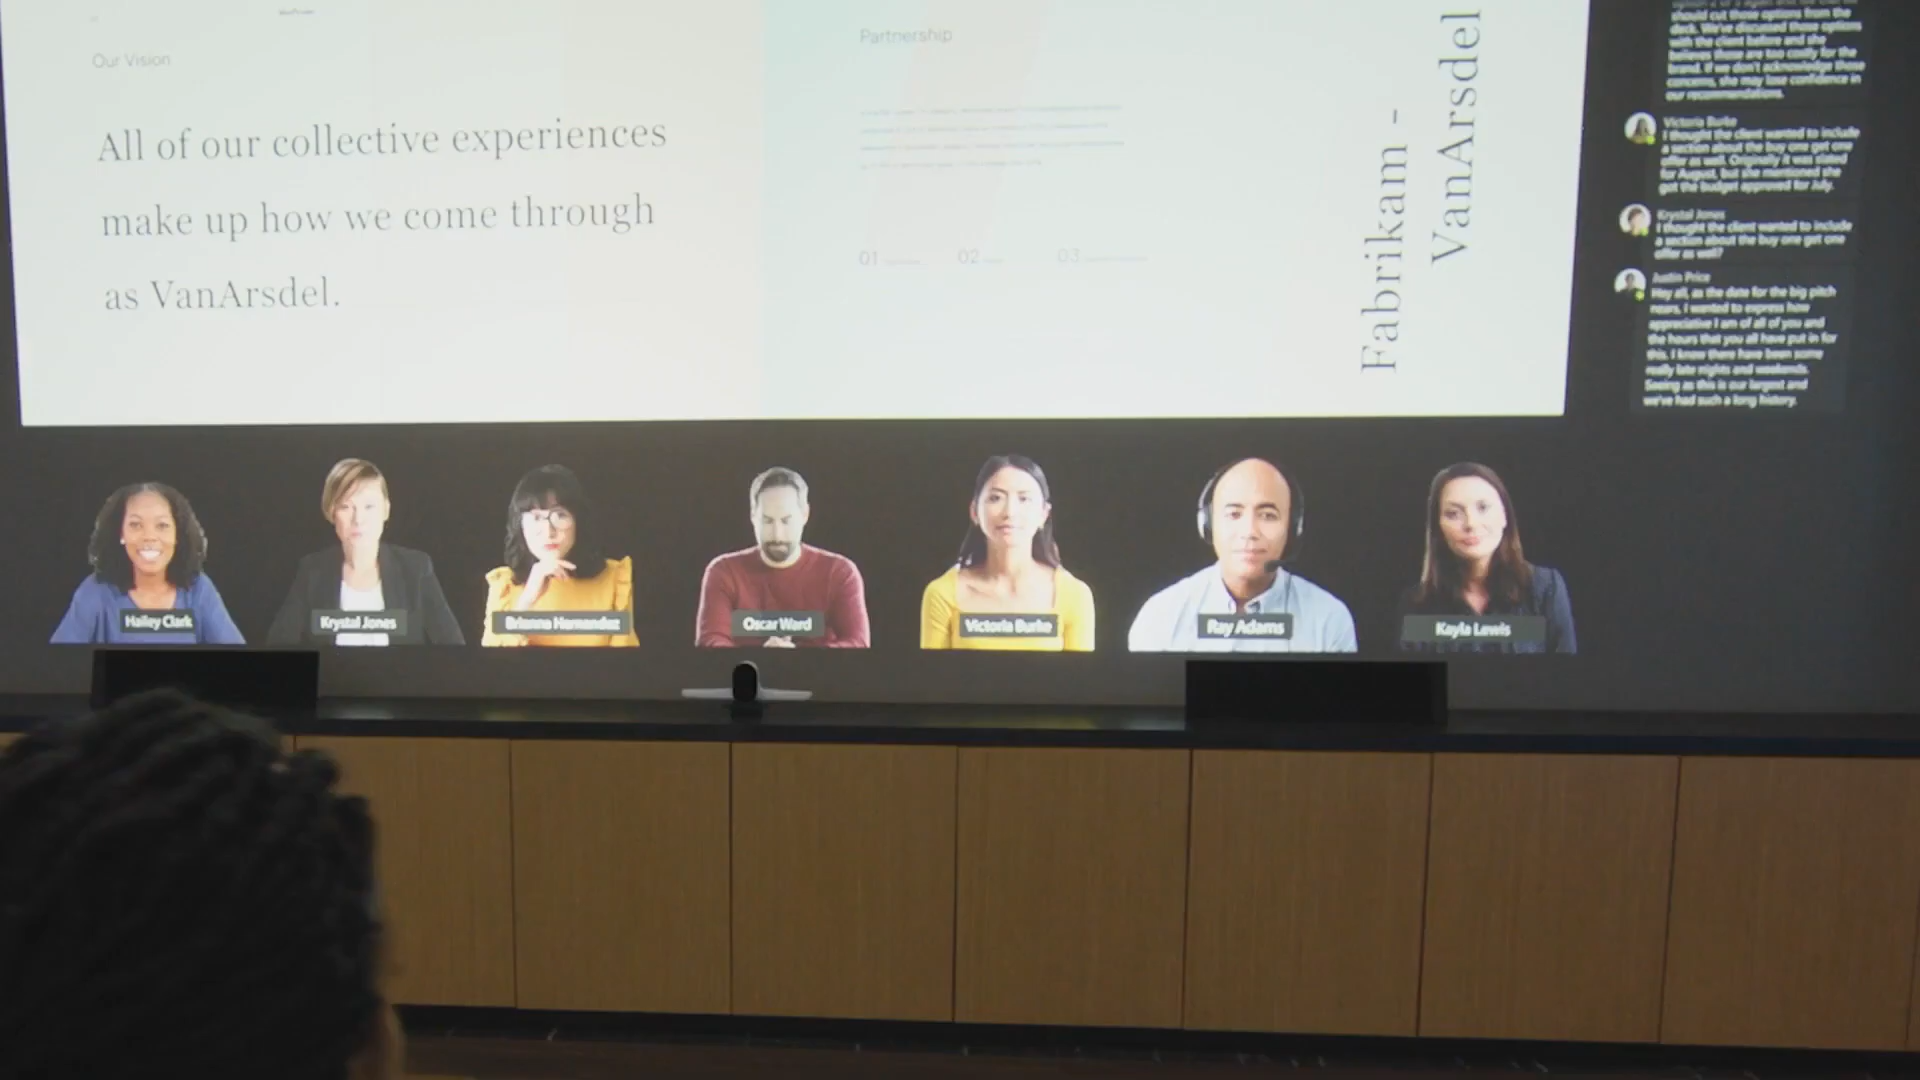 Our Vision
All of our collective experiences
make up how we come through
as VanArsdel.
Partnership
01
02
03
Fabrikam -
VanArsdel
should cut those options from the
deck. We've discussed those options
with the client before and she
believes those are too costly for the
brand. If we don't acknowledge those
concerns, she may lose confidence in
our recommendations.
Victoria Burke
I thought the client wanted to include
a section about the buy one get one
offer as well. Originally it was slated
for August, but she mentioned she
got the budget approved for July.
Krystal Jones
I thought the client wanted to include
a section about the buy one get one
offer as well?
Justin Price
Hey all, as the date for the big pitch
nears, I wanted to express how
appreciative I am of all of you and
the hours that you all have put in for
this. I know there have been some
really late nights and weekends.
Seeing as this is our largest and
we've had such a long history.
Hailey Clark
Krystal Jones
Brianna Hernandez
Oscar Ward
Victoria Burke
Ray Adams
Kayla Lewis